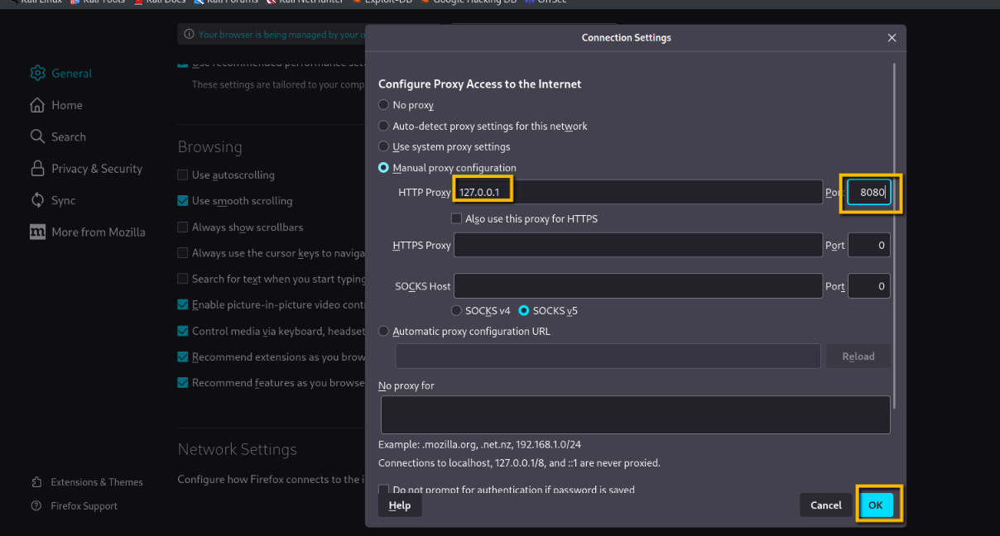 Kali Linux Kali Tools Kali Docs Kali Forums Kali NetHunter Exploit-DB Google Hacking DB OffSec
Your browser is being managed by your o
Connection Settings
General
Home
Search
Privacy & Security
Sync
More from Mozilla
Extensions & Themes
Firefox Support
Use recommended performance set
These settings are tailored to your comp
Browsing
Use autoscrolling
Use smooth scrolling
Always show scrollbars
Always use the cursor keys to naviga
Search for text when you start typing
Enable picture-in-picture video cont
Control media via keyboard, headset
Recommend extensions as you brow
Recommend features as you browse
Network Settings
Configure how Firefox connects to the i
Configure Proxy Access to the Internet
No proxy
Auto-detect proxy settings for this network
Use system proxy settings
Manual proxy configuration
HTTP Proxy 127.0.0.1 Port 8080
Also use this proxy for HTTPS
HTTPS Proxy Port 0
SOCKS Host Port 0
SOCKS v4 SOCKS v5
Automatic proxy configuration URL
Reload
No proxy for
Example: .mozilla.org, .net.nz, 192.168.1.0/24
Connections to localhost, 127.0.0.1/8, and ::1 are never proxied.
Do not prompt for authentication if password is saved
Help Cancel OK